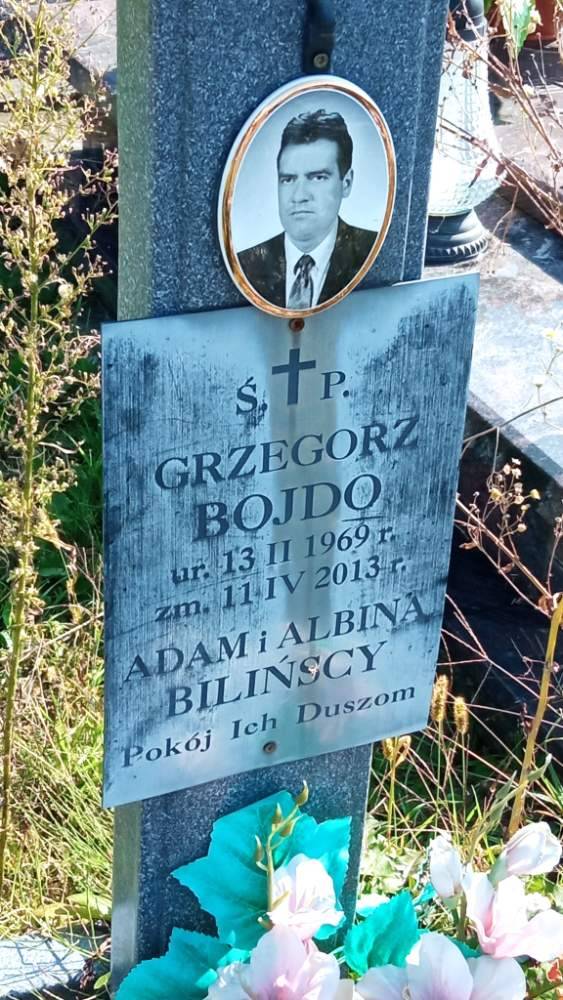 Ś. † P.
GRZEGORZ
BOJDO
ur. 13 II 1969 r.
zm. 11 IV 2013 r.
ADAM i ALBINA
BILIŃSCY
Pokój Ich Duszom